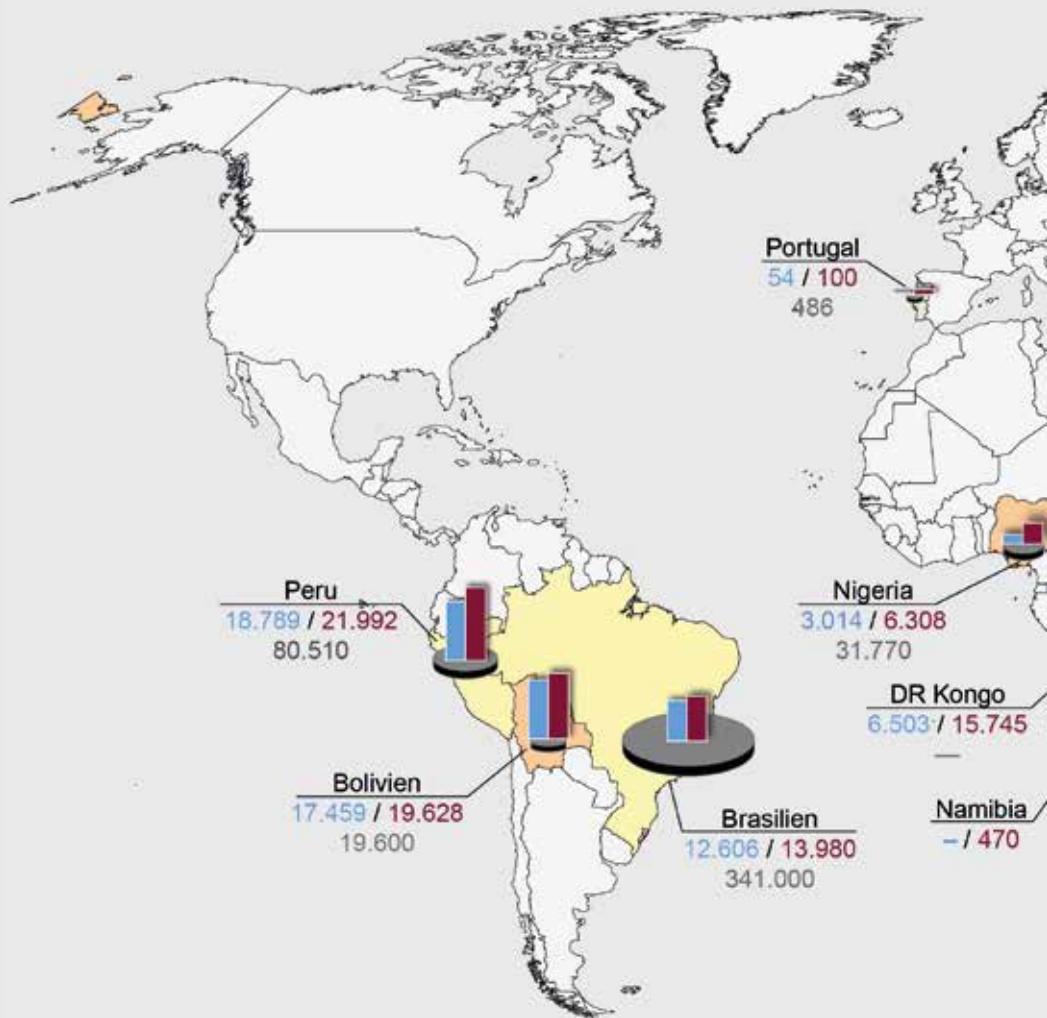 Portugal
54 / 100
486
Peru
18.789 / 21.992
80.510
Nigeria
3.014 / 6.308
31.770
DR Kongo
6.503 / 15.745
—
Bolivien
17.459 / 19.628
19.600
Brasilien
12.606 / 13.980
341.000
Namibia
– / 470